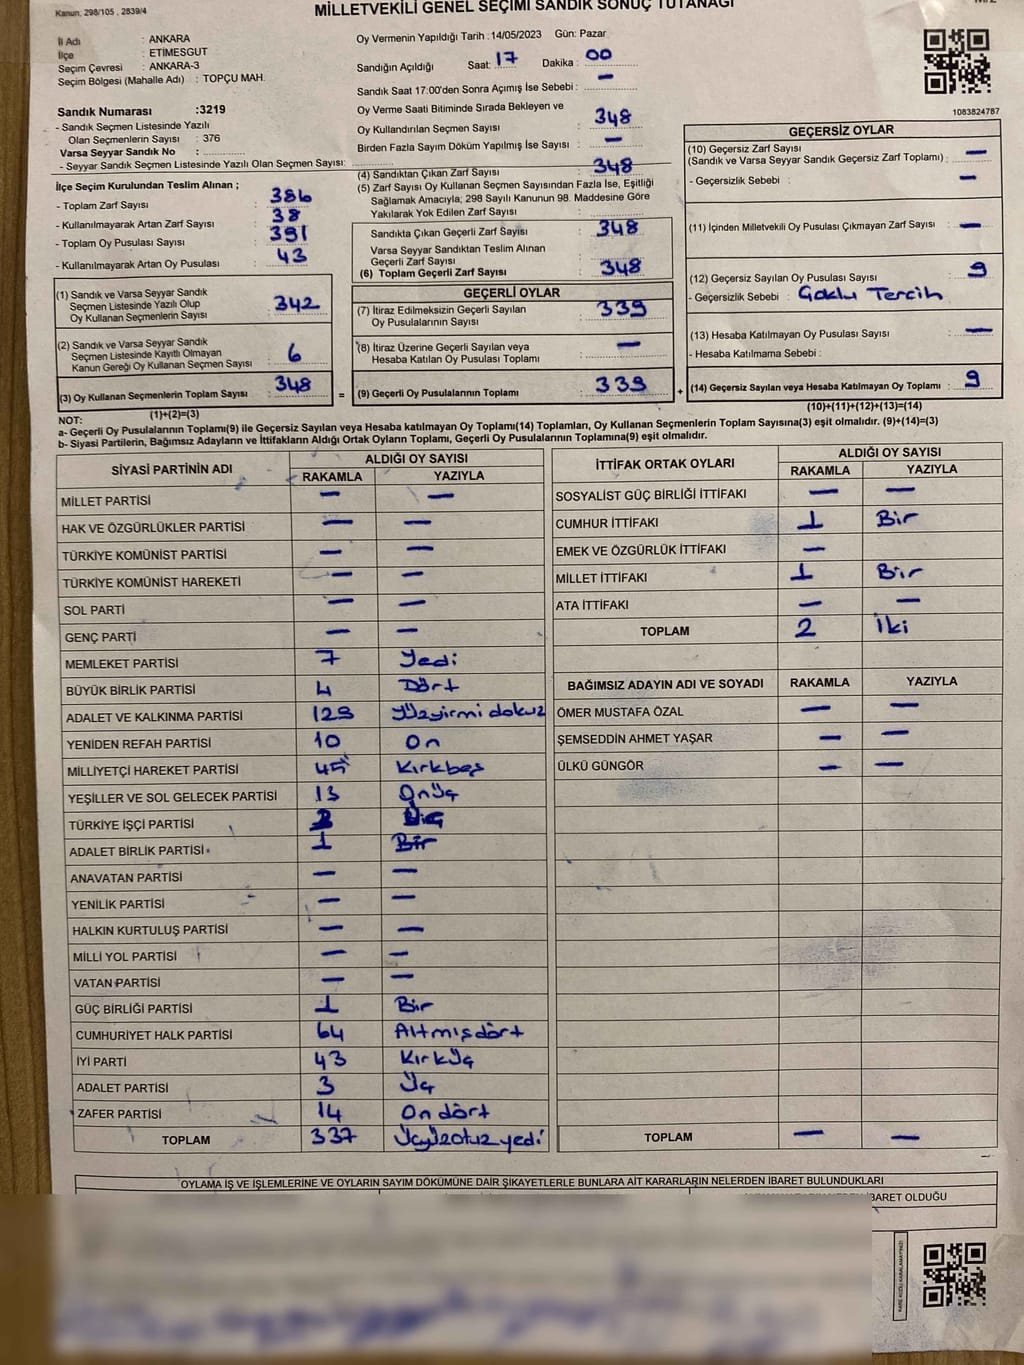 Kanun: 298/105 , 2839/4
MİLLETVEKİLİ GENEL SEÇİMİ SANDIK SONUÇ TUTANAĞI
İl Adı : ANKARA
İlçe : ETİMESGUT
Seçim Çevresi : ANKARA-3
Seçim Bölgesi (Mahalle Adı) : TOPÇU MAH.
Sandık Numarası :3219
- Sandık Seçmen Listesinde Yazılı
Olan Seçmenlerin Sayısı : 376
Varsa Seyyar Sandık No :
- Seyyar Sandık Seçmen Listesinde Yazılı Olan Seçmen Sayısı:
Oy Vermenin Yapıldığı Tarih :14/05/2023 Gün: Pazar
Sandığın Açıldığı Saat: 17 Dakika : 00
Sandık Saat 17:00'den Sonra Açımış İse Sebebi : —
Oy Verme Saati Bitiminde Sırada Bekleyen ve
Oy Kullandırılan Seçmen Sayısı : 348
Birden Fazla Sayım Döküm Yapılmış İse Sayısı : —
(4) Sandıktan Çıkan Zarf Sayısı : 348
(5) Zarf Sayısı Oy Kullanan Seçmen Sayısından Fazla İse, Eşitliği
Sağlamak Amacıyla; 298 Sayılı Kanunun 98. Maddesine Göre
Yakılarak Yok Edilen Zarf Sayısı :
1083824787
İlçe Seçim Kurulundan Teslim Alınan ;
- Toplam Zarf Sayısı : 386
- Kullanılmayarak Artan Zarf Sayısı : 38
- Toplam Oy Pusulası Sayısı : 391
- Kullanılmayarak Artan Oy Pusulası : 43
(1) Sandık ve Varsa Seyyar Sandık
Seçmen Listesinde Yazılı Olup
Oy Kullanan Seçmenlerin Sayısı : 342
(2) Sandık ve Varsa Seyyar Sandık
Seçmen Listesinde Kayıtlı Olmayan
Kanun Gereği Oy Kullanan Seçmen Sayısı : 6
(3) Oy Kullanan Seçmenlerin Toplam Sayısı : 348
(1)+(2)=(3)
Sandıkta Çıkan Geçerli Zarf Sayısı : 348
Varsa Seyyar Sandıktan Teslim Alınan
Geçerli Zarf Sayısı :
(6) Toplam Geçerli Zarf Sayısı : 348
GEÇERLİ OYLAR
(7) İtiraz Edilmeksizin Geçerli Sayılan
Oy Pusulalarının Sayısı : 339
(8) İtiraz Üzerine Geçerli Sayılan veya
Hesaba Katılan Oy Pusulası Toplamı : —
= (9) Geçerli Oy Pusulalarının Toplamı : 339 +
GEÇERSİZ OYLAR
(10) Geçersiz Zarf Sayısı
(Sandık ve Varsa Seyyar Sandık Geçersiz Zarf Toplamı) : —
- Geçersizlik Sebebi : —
(11) İçinden Milletvekili Oy Pusulası Çıkmayan Zarf Sayısı : —
(12) Geçersiz Sayılan Oy Pusulası Sayısı : 9
- Geçersizlik Sebebi : Çoklu Tercih
(13) Hesaba Katılmayan Oy Pusulası Sayısı : —
- Hesaba Katılmama Sebebi :
(14) Geçersiz Sayılan veya Hesaba Katılmayan Oy Toplamı : 9
(10)+(11)+(12)+(13)=(14)
NOT:
a- Geçerli Oy Pusulaları Toplamı(9) ile Geçersiz Sayılan veya Hesaba katılmayan Oy Toplamı(14) Toplamları, Oy Kullanan Seçmenlerin Toplam Sayısına(3) eşit olmalıdır. (9)+(14)=(3)
b- Siyasi Partilerin, Bağımsız Adayların ve İttifakların Aldığı Ortak Oyların Toplamı, Geçerli Oy Pusulalarının Toplamına(9) eşit olmalıdır.
SİYASİ PARTİNİN ADI ALDIĞI OY SAYISI
RAKAMLA YAZIYLA
MİLLET PARTİSİ — —
HAK VE ÖZGÜRLÜKLER PARTİSİ — —
TÜRKİYE KOMÜNİST PARTİSİ — —
TÜRKİYE KOMÜNİST HAREKETİ — —
SOL PARTİ — —
GENÇ PARTİ — —
MEMLEKET PARTİSİ 7 Yedi
BÜYÜK BİRLİK PARTİSİ 4 Dört
ADALET VE KALKINMA PARTİSİ 129 Yüzyirmi dokuz
YENİDEN REFAH PARTİSİ 10 On
MİLLİYETÇİ HAREKET PARTİSİ 45 Kırkbeş
YEŞİLLER VE SOL GELECEK PARTİSİ 13 Onüç
TÜRKİYE İŞÇİ PARTİSİ
ADALET BİRLİK PARTİSİ 1 Bir
ANAVATAN PARTİSİ — —
YENİLİK PARTİSİ — —
HALKIN KURTULUŞ PARTİSİ — —
MİLLİ YOL PARTİSİ — —
VATAN PARTİSİ — —
GÜÇ BİRLİĞİ PARTİSİ 1 Bir
CUMHURİYET HALK PARTİSİ 64 Altmışdört
İYİ PARTİ 43 Kırküç
ADALET PARTİSİ 3 Üç
ZAFER PARTİSİ 14 On dört
TOPLAM 337 Üçyüzotuz yedi
İTTİFAK ORTAK OYLARI ALDIĞI OY SAYISI
RAKAMLA YAZIYLA
SOSYALİST GÜÇ BİRLİĞİ İTTİFAKI — —
CUMHUR İTTİFAKI 1 Bir
EMEK VE ÖZGÜRLÜK İTTİFAKI —
MİLLET İTTİFAKI 1 Bir
ATA İTTİFAKI — —
TOPLAM 2 İki
BAĞIMSIZ ADAYIN ADI VE SOYADI RAKAMLA YAZIYLA
ÖMER MUSTAFA ÖZAL — —
ŞEMSEDDİN AHMET YAŞAR — —
ÜLKÜ GÜNGÖR — —
TOPLAM — —
OYLAMA İŞ VE İŞLEMLERİNE VE OYLARIN SAYIM DÖKÜMÜNE DAİR ŞİKAYETLERLE BUNLARA AİT KARARLARIN NELERDEN İBARET BULUNDUKLARI
İBARET OLDUĞU